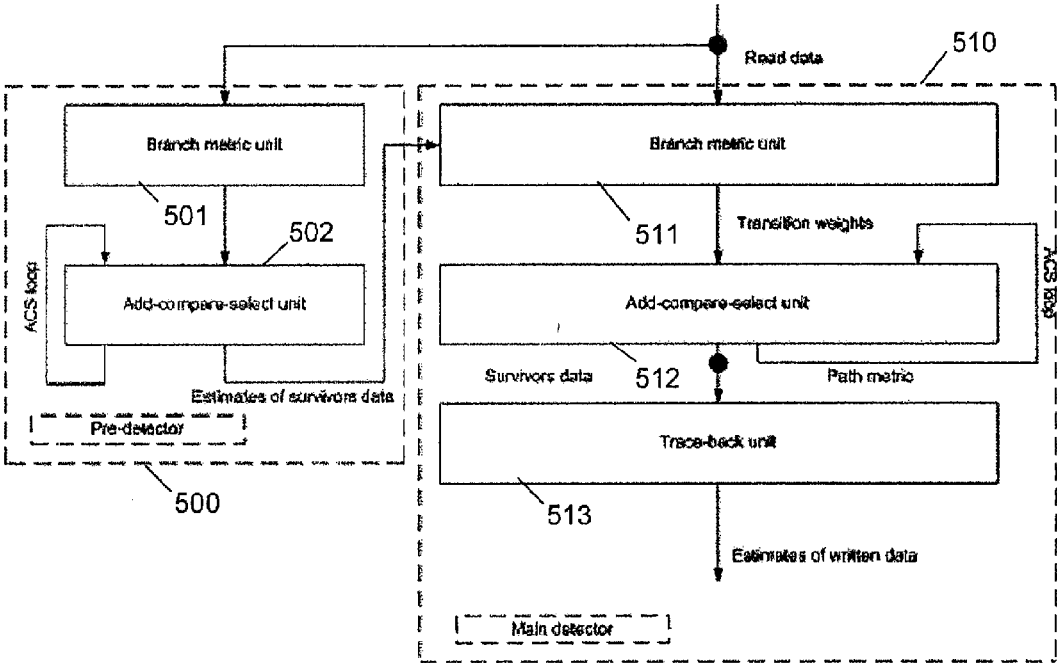 510
Read data
Branch metric unit
Branch metric unit
501
511
Transition weights
502
ACS loop
Add-compare-select unit
Add-compare-select unit
ACS loop
Survivors data
512
Path metric
Estimates of survivors data
Pre-detector
Trace-back unit
500
513
Estimates of written data
Main detector